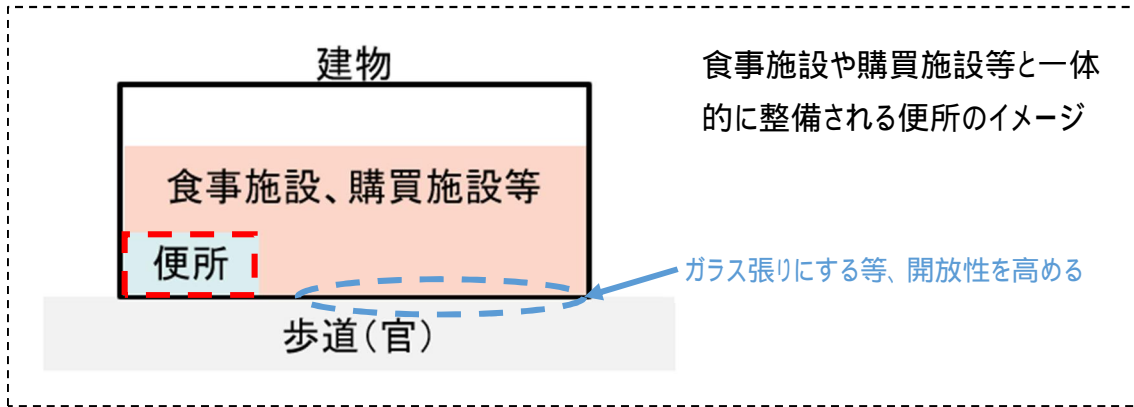 建物
食事施設や購買施設等と一体
的に整備される便所のイメージ
食事施設、購買施設等
便所
ガラス張りにする等、開放性を高める
歩道(官)